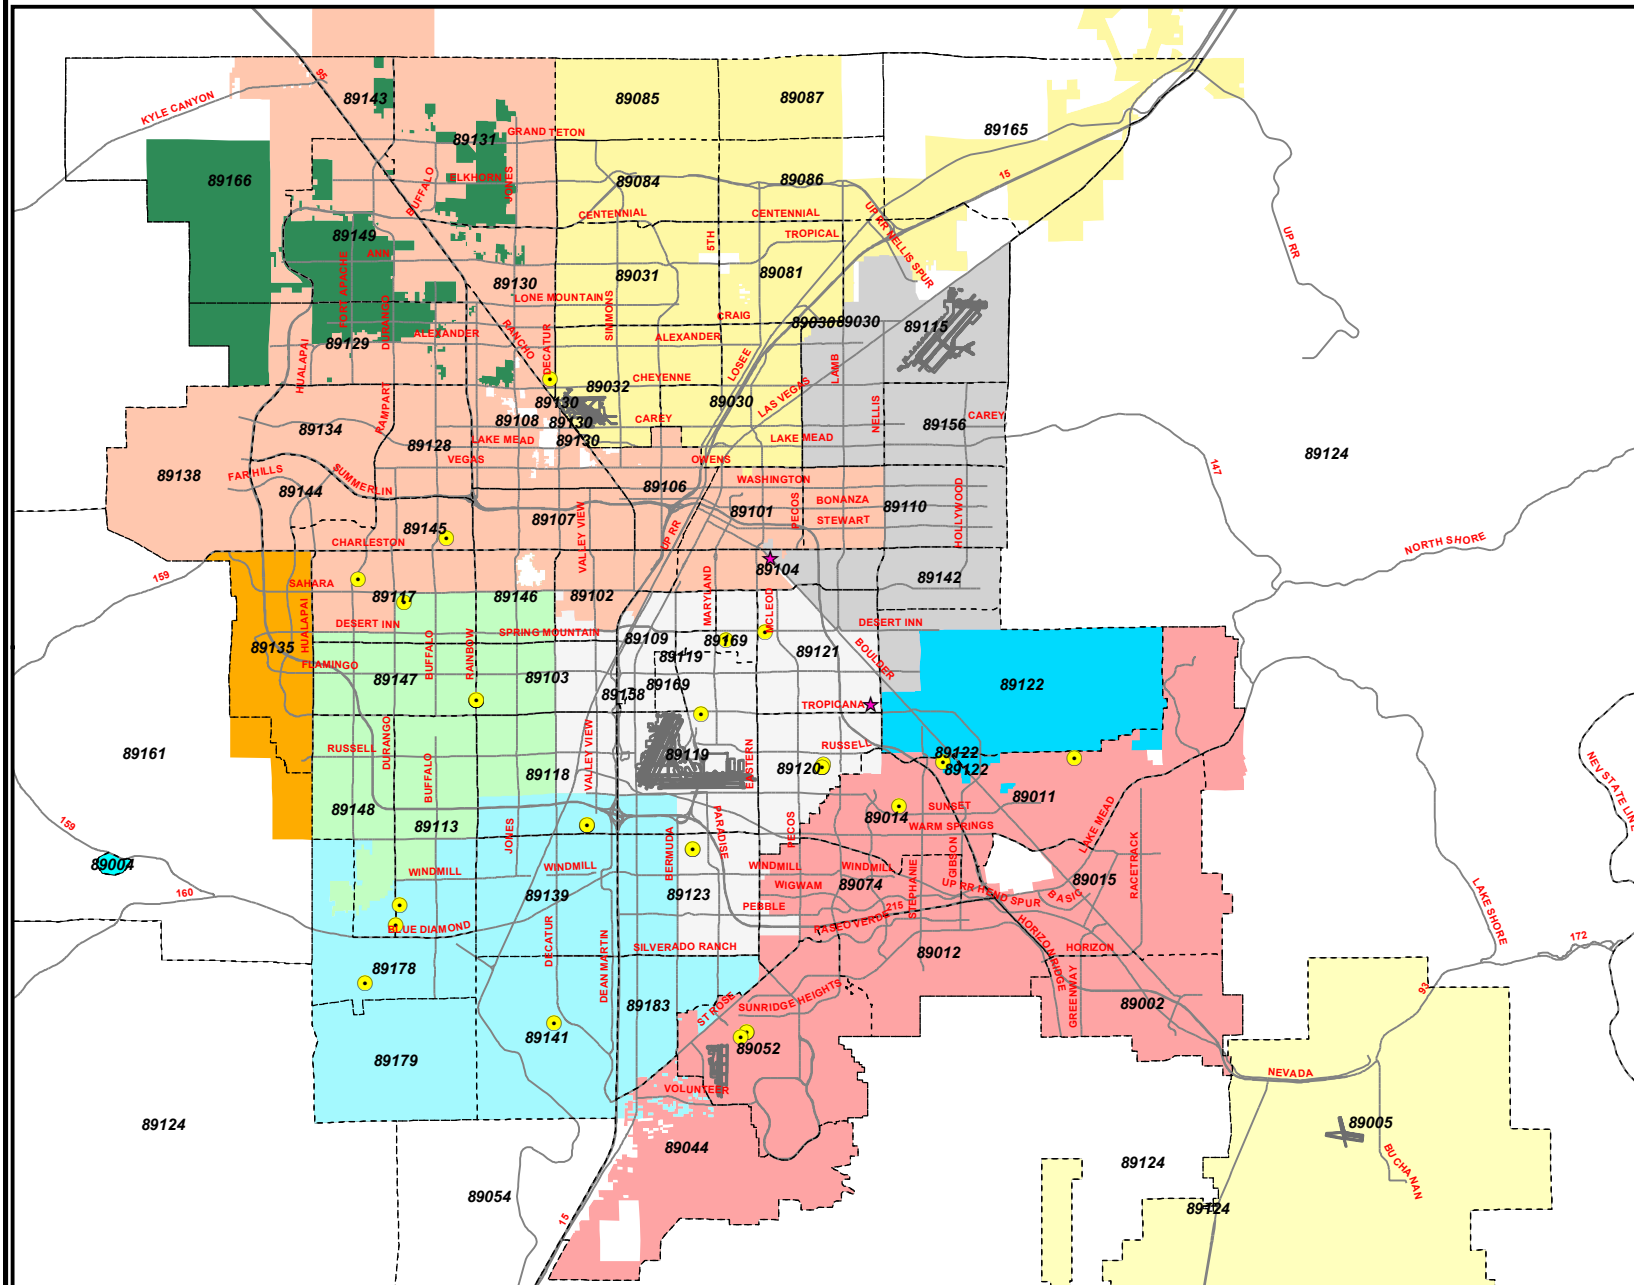 95
89143
89085
89087
KYLE CANYON
89165
GRAND TETON
89131
15
89166
ELKHORN
JONES
89084
89086
BUFFALO
CENTENNIAL
CENTENNIAL
UP RR NELLIS SPUR
UP RR
89149
5TH
TROPICAL
ANN
89031
89081
89130
FORT APACHE
LONE MOUNTAIN
SIMMONS
DURANGO
CRAIG
89030
89030
89115
ALEXANDER
RANCHO
ALEXANDER
89129
DECATUR
HUALAPAI
LOSEE
LAMB
CHEYENNE
89032
RAMPART
89130
89030
LAS VEGAS
NELLIS
89108
89130
CAREY
CAREY
89134
89156
LAKE MEAD
89130
LAKE MEAD
89128
VEGAS
OWENS
89124
147
89138
FAR HILLS
SUMMERLIN
WASHINGTON
89144
89106
BONANZA
89110
89101
PECOS
HOLLYWOOD
STEWART
89107
89145
VALLEY VIEW
UP RR
CHARLESTON
NORTH SHORE
159
89104
89142
SAHARA
89117
89146
89102
MARYLAND
MCLEOD
HUALAPAI
DESERT INN
DESERT INN
SPRING MOUNTAIN
89109
89169
89135
BUFFALO
RAINBOW
89121
BOULDER
FLAMINGO
89119
89147
89103
89169
89122
89158
TROPICANA
DURANGO
VALLEY VIEW
RUSSELL
RUSSELL
89161
89119
89122
89122
89118
EASTERN
89120
BUFFALO
NEV STATE LINE
89011
89148
89014
SUNSET
159
89113
WARM SPRINGS
LAKE MEAD
JONES
PARADISE
PECOS
RACETRACK
89004
BERMUDA
GIBSON
WINDMILL
WINDMILL
WINDMILL
WINDMILL
STEPHANIE
89015
160
89139
89123
WIGWAM
89074
UP RR HEND SPUR
BASIC
PEBBLE
215
LAKE SHORE
BLUE DIAMOND
PASEO VERDE
DECATUR
SILVERADO RANCH
HORIZON RIDGE
HORIZON
172
DEAN MARTIN
89012
89178
93
GREENWAY
89183
ST ROSE
SUNRIDGE HEIGHTS
89002
89141
89052
89179
NEVADA
VOLUNTEER
89124
89005
89044
89124
BUCHANAN
89054
89124
15